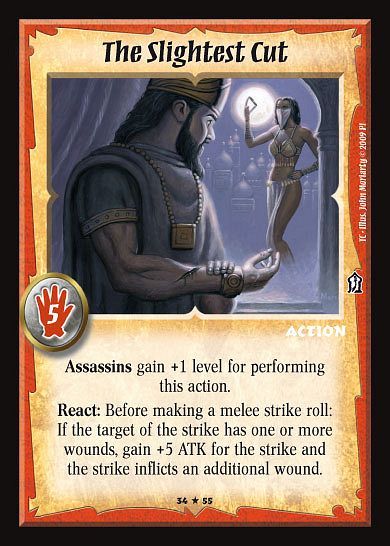 The Slightest Cut
TC • Illus. John Moriarty © 2009 P!
5
ACTION
Assassins gain +1 level for performing
this action.
React: Before making a melee strike roll:
If the target of the strike has one or more
wounds, gain +5 ATK for the strike and
the strike inflicts an additional wound.
34 ★ 55